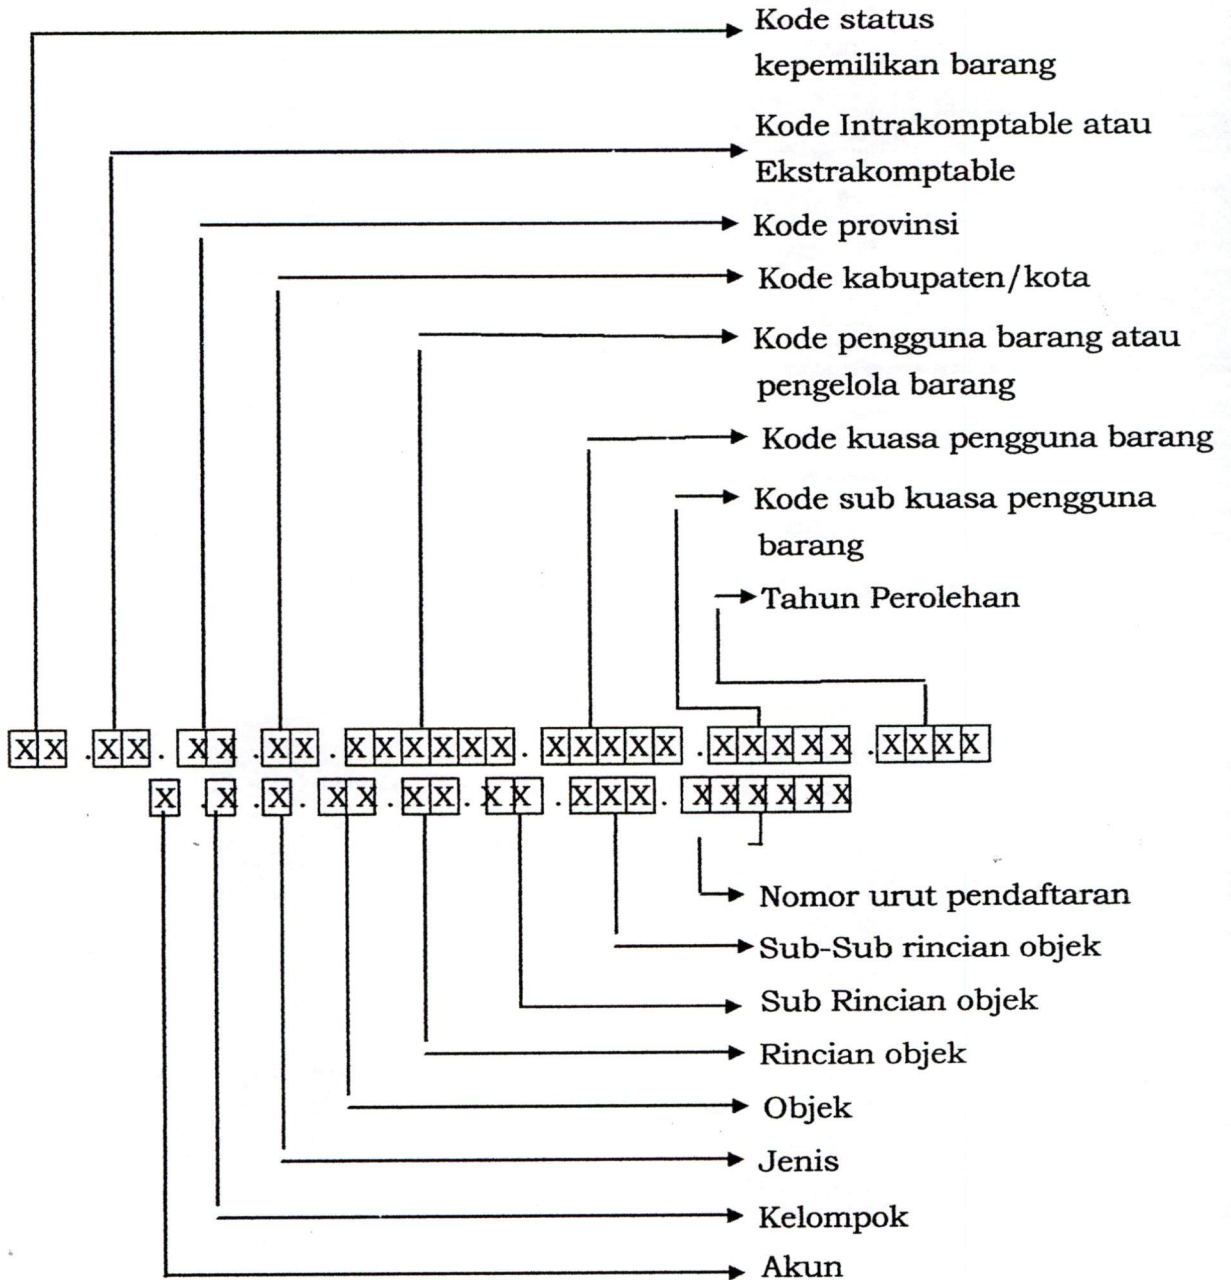 Kode status
kepemilikan barang
Kode Intrakomptable atau
Ekstrakomptable
Kode provinsi
Kode kabupaten/kota
Kode pengguna barang atau
pengelola barang
Kode kuasa pengguna barang
Kode sub kuasa pengguna
barang
Tahun Perolehan
XX .XX. XX .XX .XXXXXX. XXXXX .XXXXX .XXXX
X .X .X. XX .XX. XX .XXX. XXXXXX
Nomor urut pendaftaran
Sub-Sub rincian objek
Sub Rincian objek
Rincian objek
Objek
Jenis
Kelompok
Akun